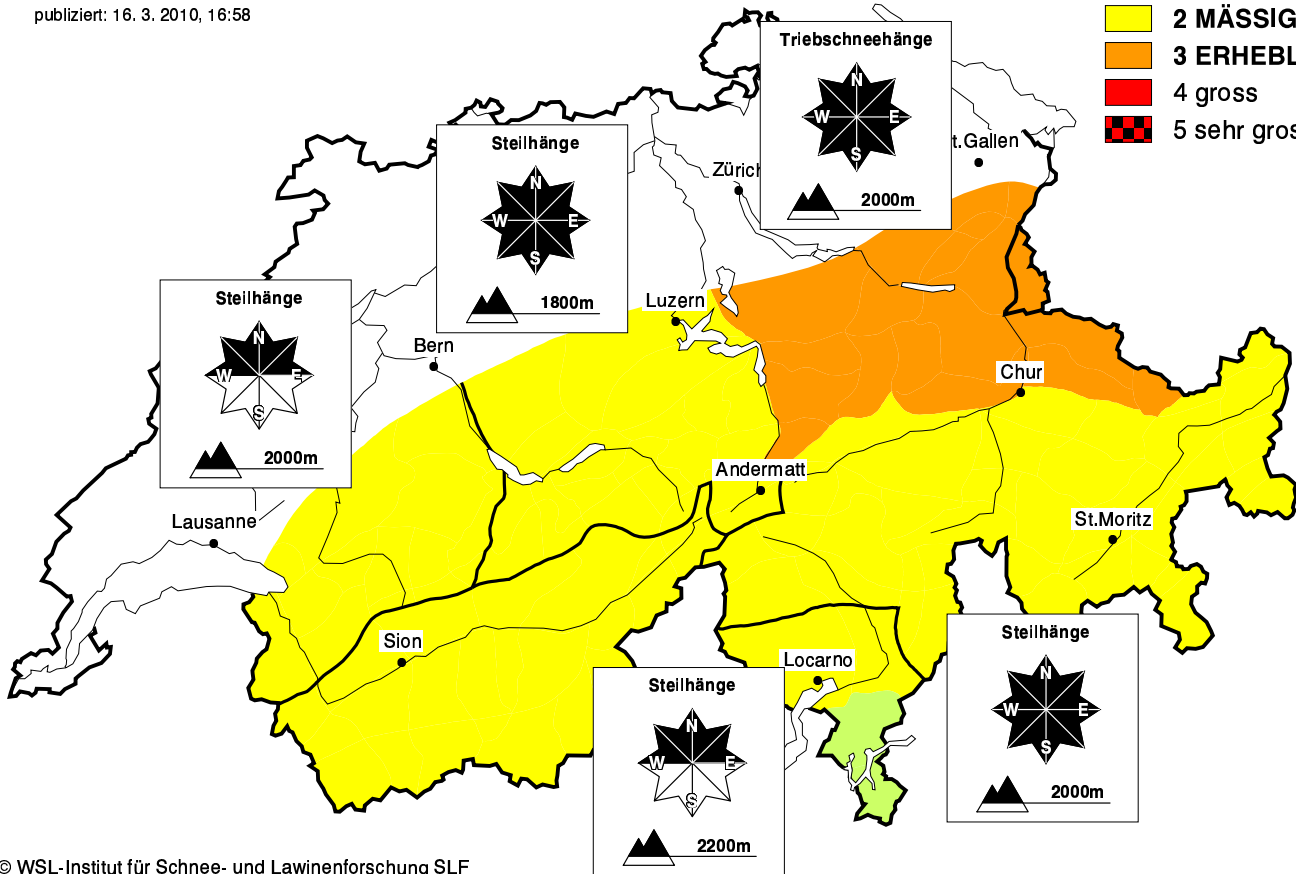 publiziert: 16. 3. 2010, 16:58
2 MÄSSIG
3 ERHEBL
4 gross
5 sehr gros
Triebschneehänge
N
W E
S
2000m
t.Gallen
Zürich
Steilhänge
N
W E
S
1800m
Steilhänge
N
W E
S
2000m
Luzern
Bern
Chur
Andermatt
Lausanne
St.Moritz
Sion
Locarno
Steilhänge
N
W E
S
2200m
Steilhänge
N
W E
S
2000m
© WSL-Institut für Schnee- und Lawinenforschung SLF